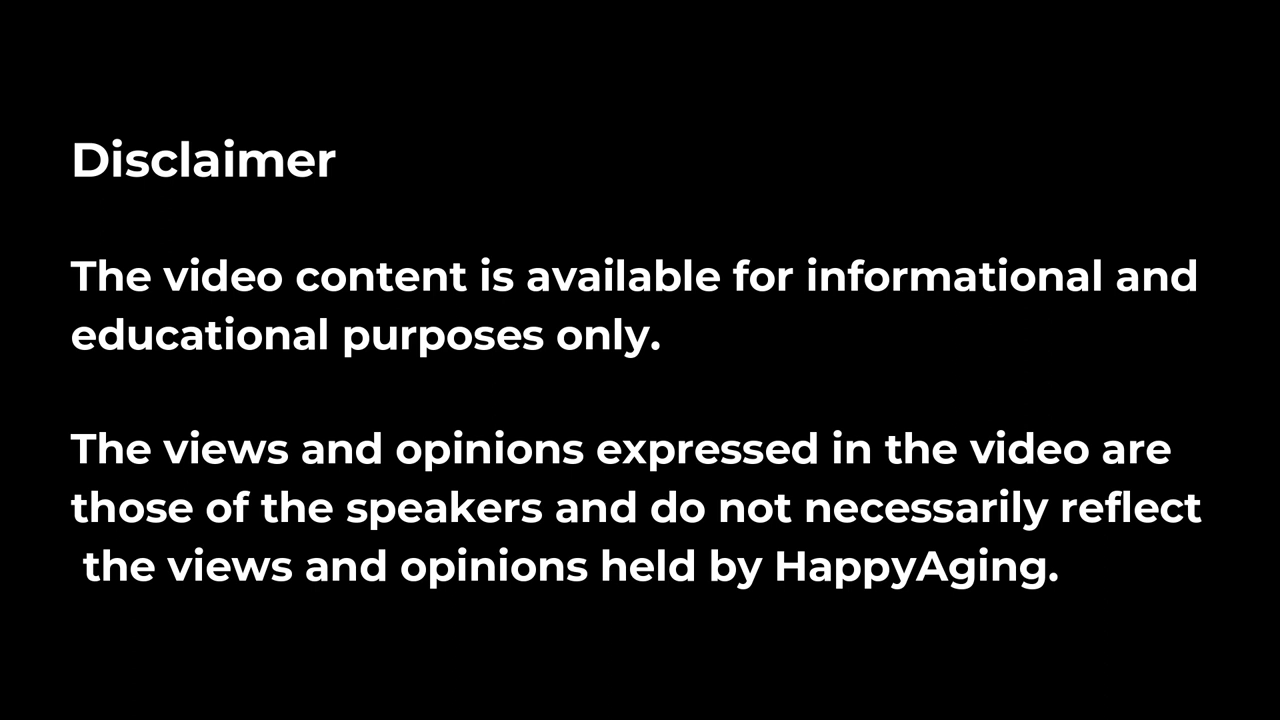 Disclaimer
The video content is available for informational and
educational purposes only.
The views and opinions expressed in the video are
those of the speakers and do not necessarily reflect
the views and opinions held by HappyAging.